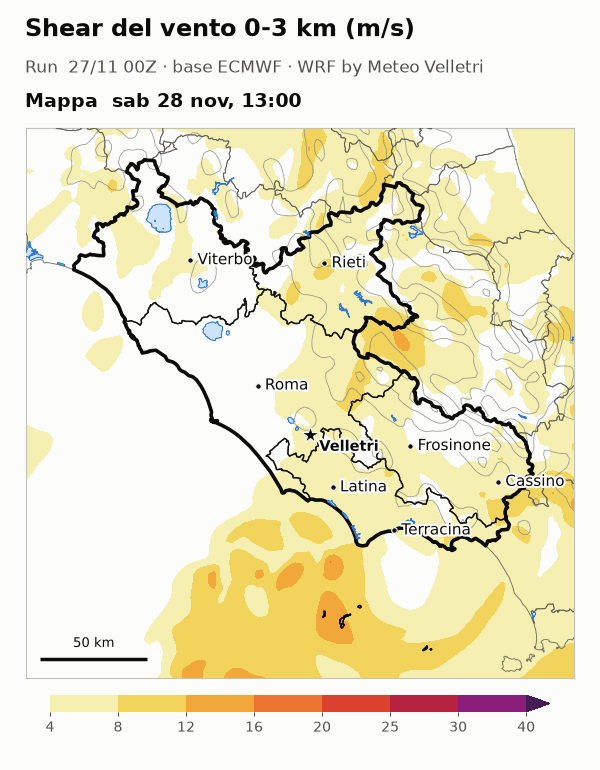 Shear del vento 0-3 km (m/s)
Run  27/11 00Z · base ECMWF · WRF by Meteo Velletri
Mappa  sab 28 nov, 13:00
Viterbo
Rieti
Roma
Velletri
Frosinone
Latina
Cassino
Terracina
50 km
4 8 12 16 20 25 30 40